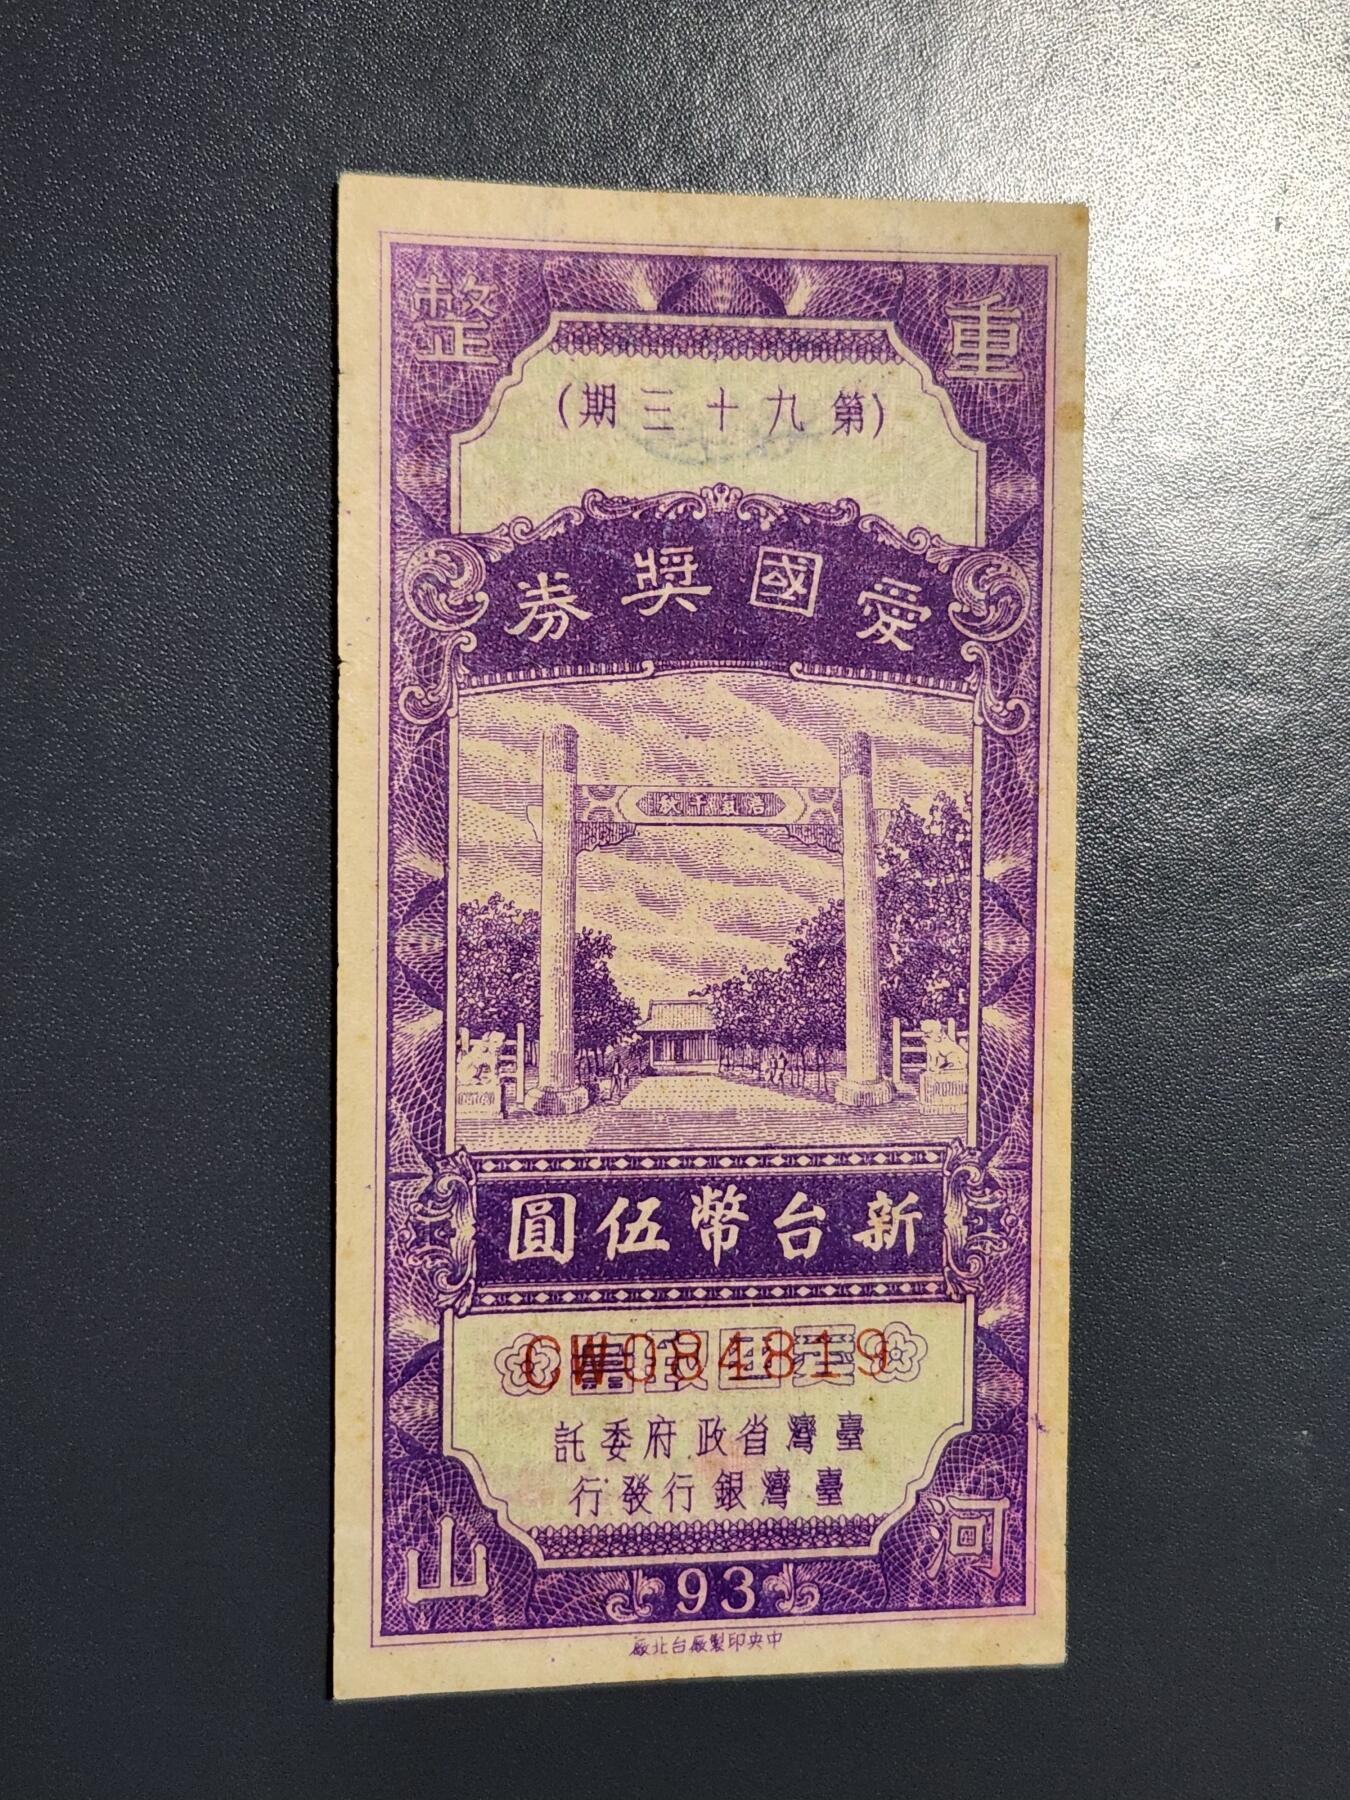 重整
(第九十三期)
愛國奬券
新台幣伍圓
CW084819
臺灣省政府委託
臺灣銀行發行
河山
93
中央印製廠台北廠